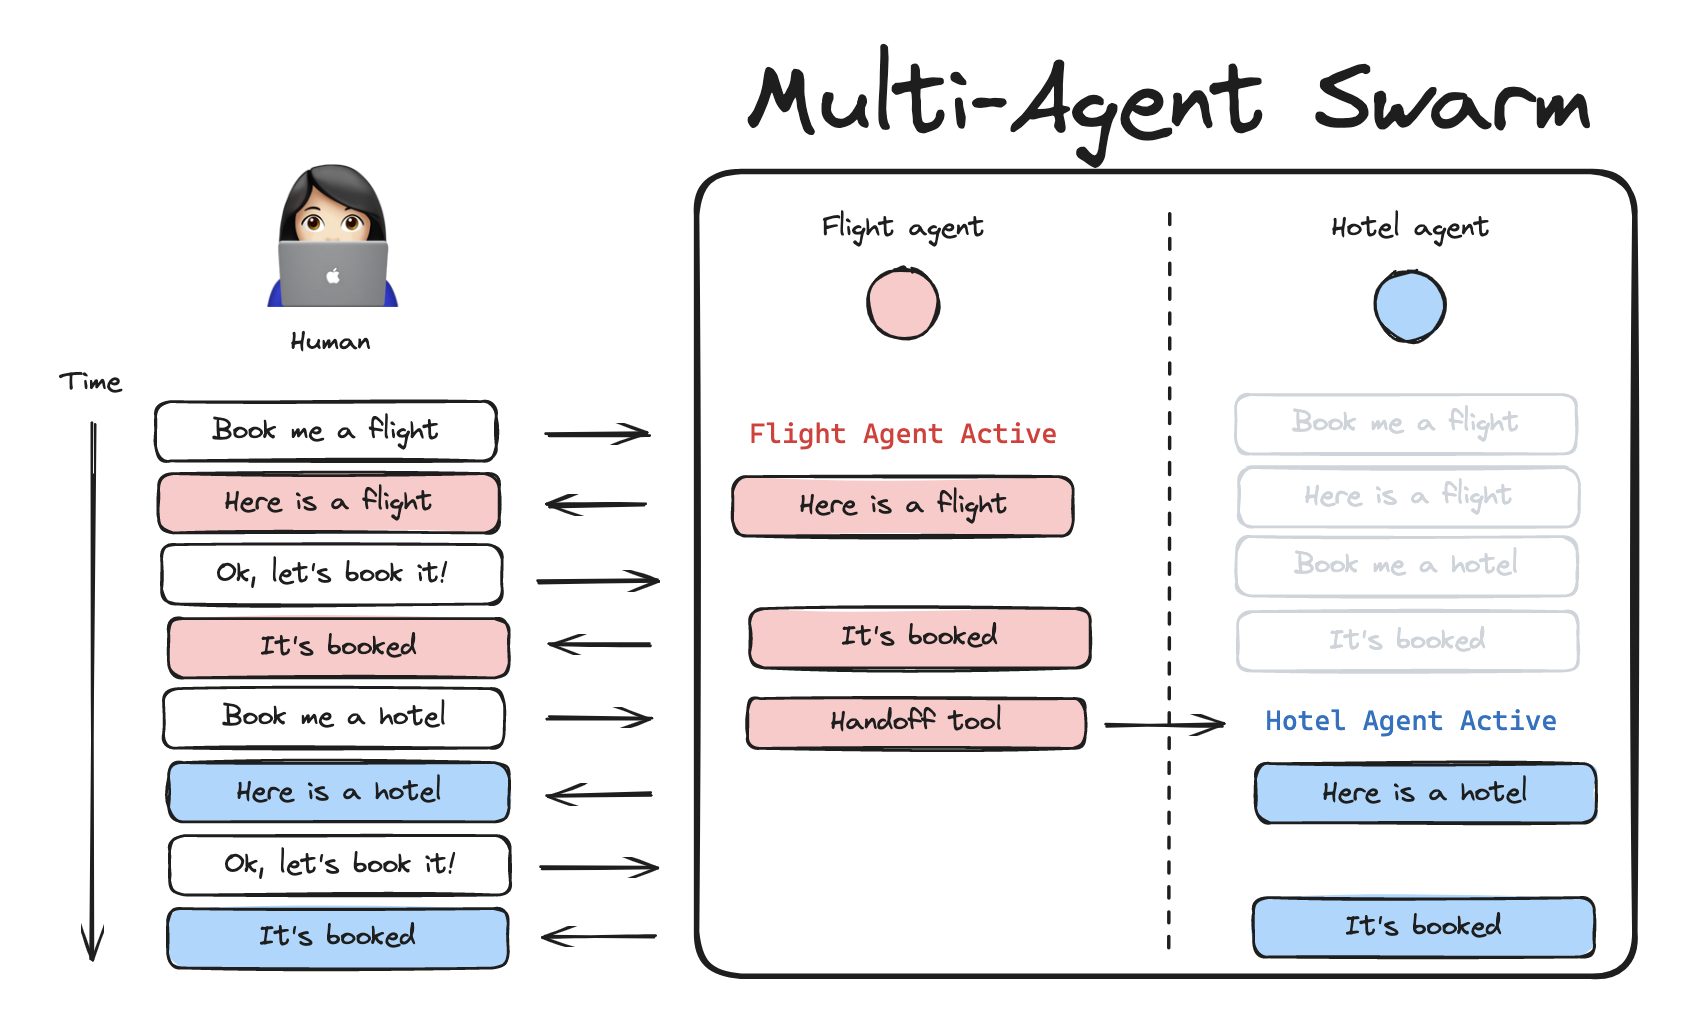 Multi-Agent Swarm
Human
Time
Book me a flight
Here is a flight
Ok, let's book it!
It's booked
Book me a hotel
Here is a hotel
Ok, let's book it!
It's booked
Flight agent
Flight Agent Active
Here is a flight
It's booked
Handoff tool
Hotel agent
Book me a flight
Here is a flight
Book me a hotel
It's booked
Hotel Agent Active
Here is a hotel
It's booked